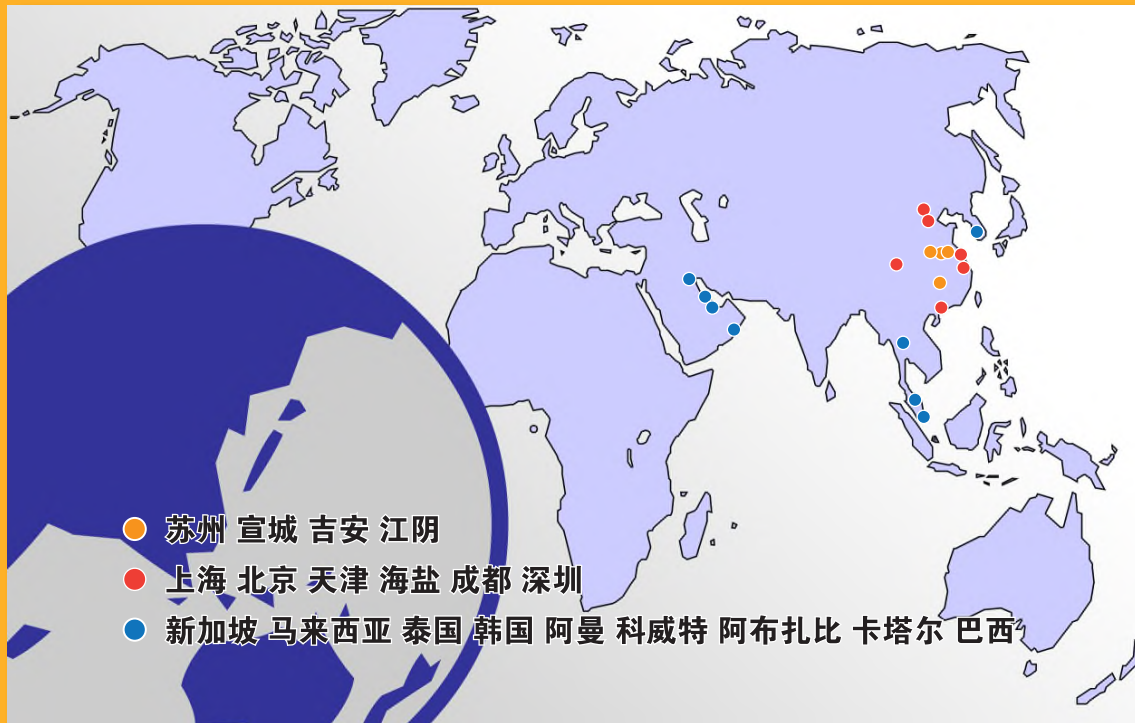 苏州 宣城 吉安 江阴
上海 北京 天津 海盐 成都 深圳
新加坡 马来西亚 泰国 韩国 阿曼 科威特 阿布扎比 卡塔尔 巴西